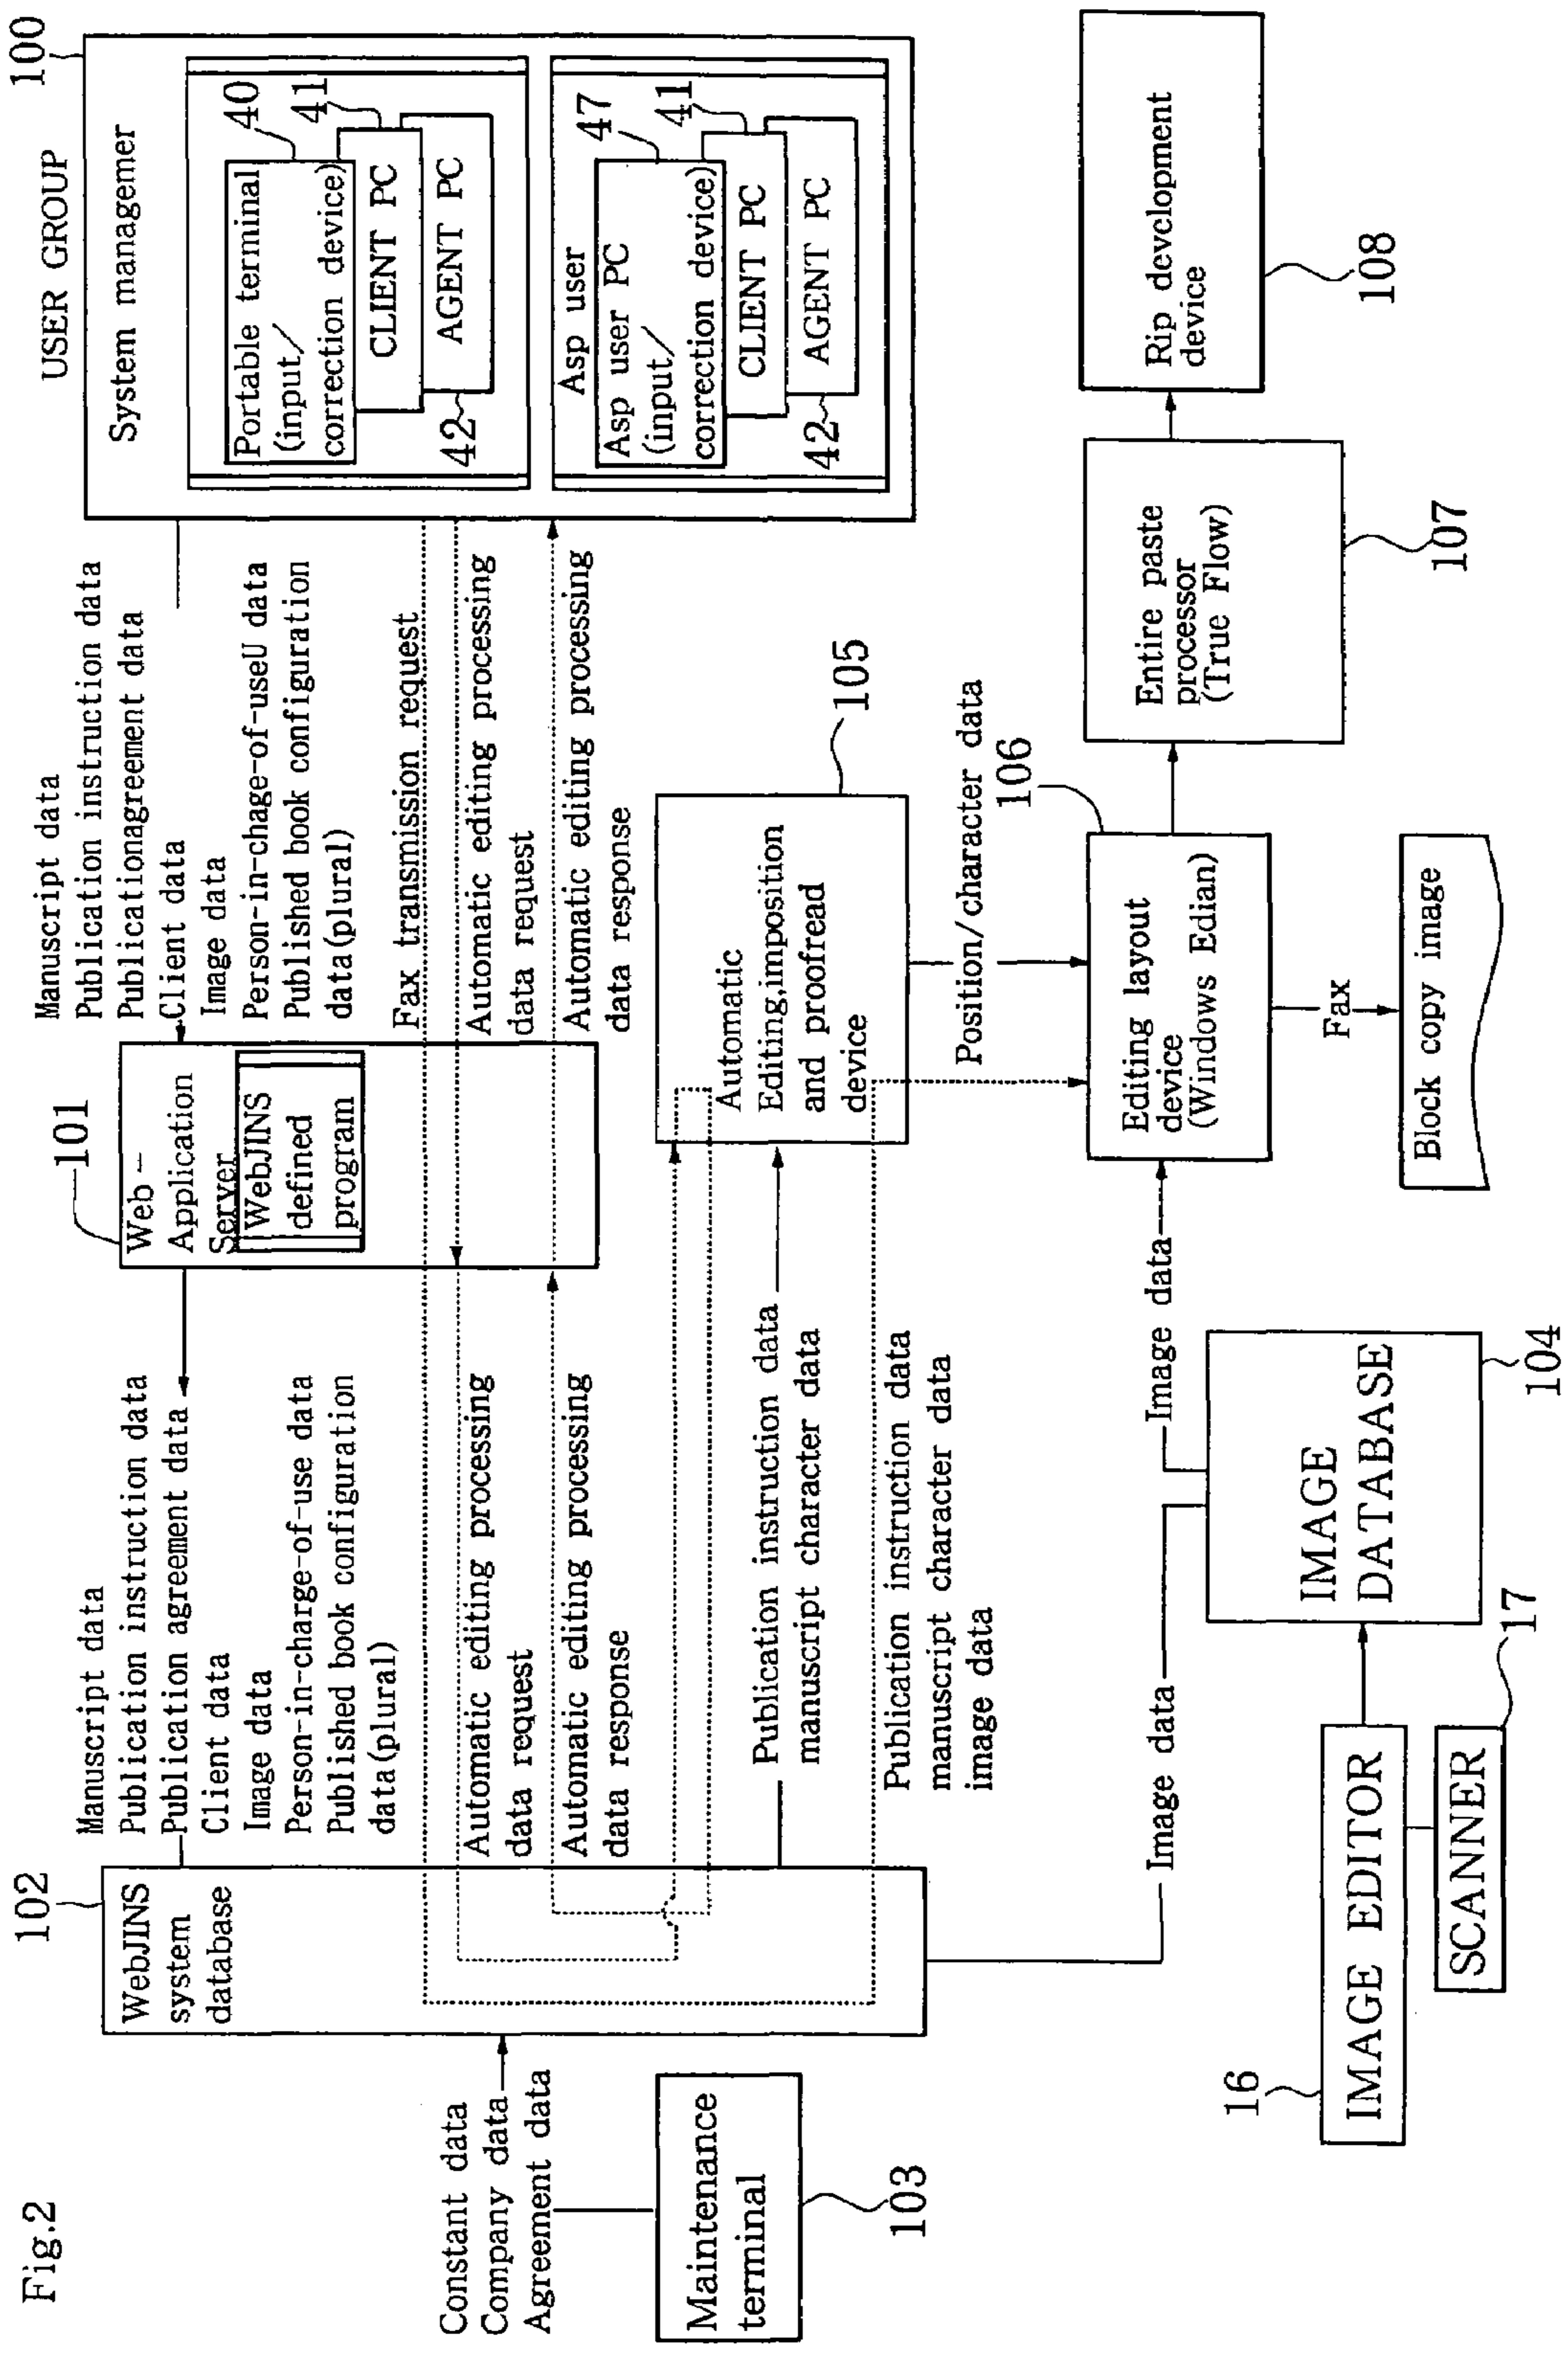 Fig.2
USER GROUP
100
System managemer
Portable terminal
(input/
correction device)
40
CLIENT PC
41
AGENT PC
42
Asp user
Asp user PC
(input/
correction device)
47
CLIENT PC
41
AGENT PC
42
Manuscript data
Publication instruction data
Publicationagreement data
Client data
Image data
Person-in-chage-of-useU data
Published book configuration
data(plural)
Fax transmission request
Automatic editing processing
data request
Automatic editing processing
data response
101
Web-
Application
Server
WebJINS
defined
program
Manuscript data
Publication instruction data
Publication agreement data
Client data
Image data
Person-in-charge-of-use data
Published book configuration
data(plural)
Automatic editing processing
data request
Automatic editing processing
data response
102
WebJINS
system
database
Constant data
Company data
Agreement data
Maintenance
terminal
103
Publication instruction data
manuscript character data
Publication instruction data
manuscript character data
image data
105
Automatic
Editing,imposition
and proofread
device
Position/character data
106
Editing layout
device
(Windows Edian)
Fax
Block copy image
Entire paste
processor
(True Flow)
107
Rip devclopment
device
108
Image data
Image data
IMAGE
DATABASE
104
16
IMAGE EDITOR
SCANNER
17